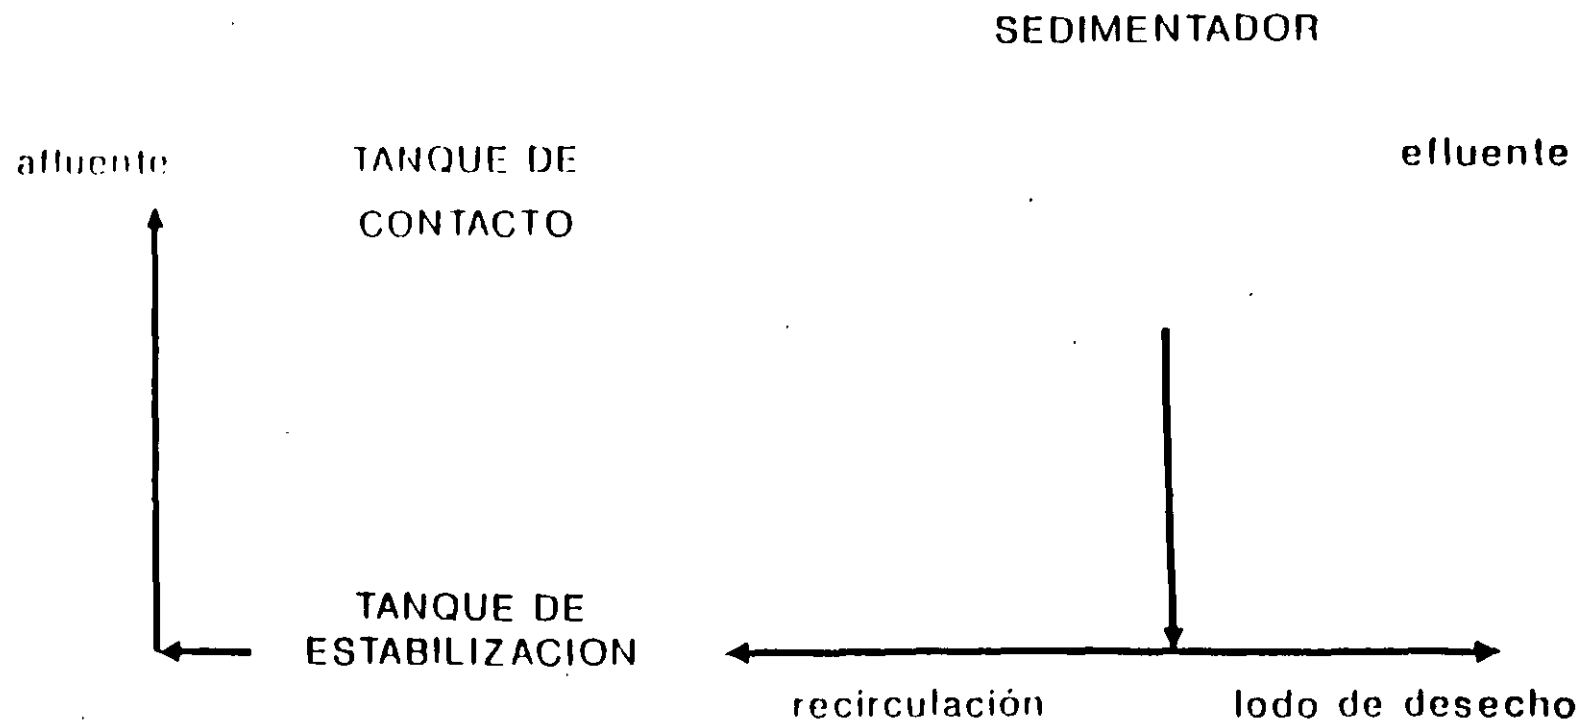 SEDIMENTADOR
afluente
TANQUE DE
CONTACTO
efluente
TANQUE DE
ESTABILIZACION
recirculación
lodo de desecho